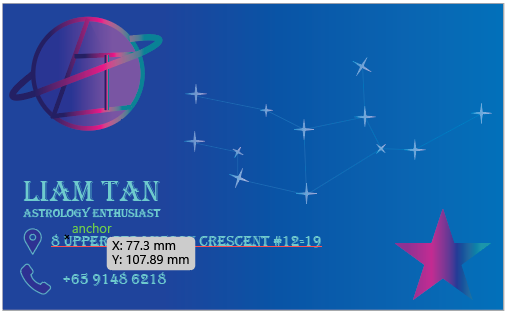 LIAM TAN
ASTROLOGY ENTHUSIAST
anchor
8 UPPER CRESCENT #12-19
X: 77.3 mm
Y: 107.89 mm
+65 9148 6218